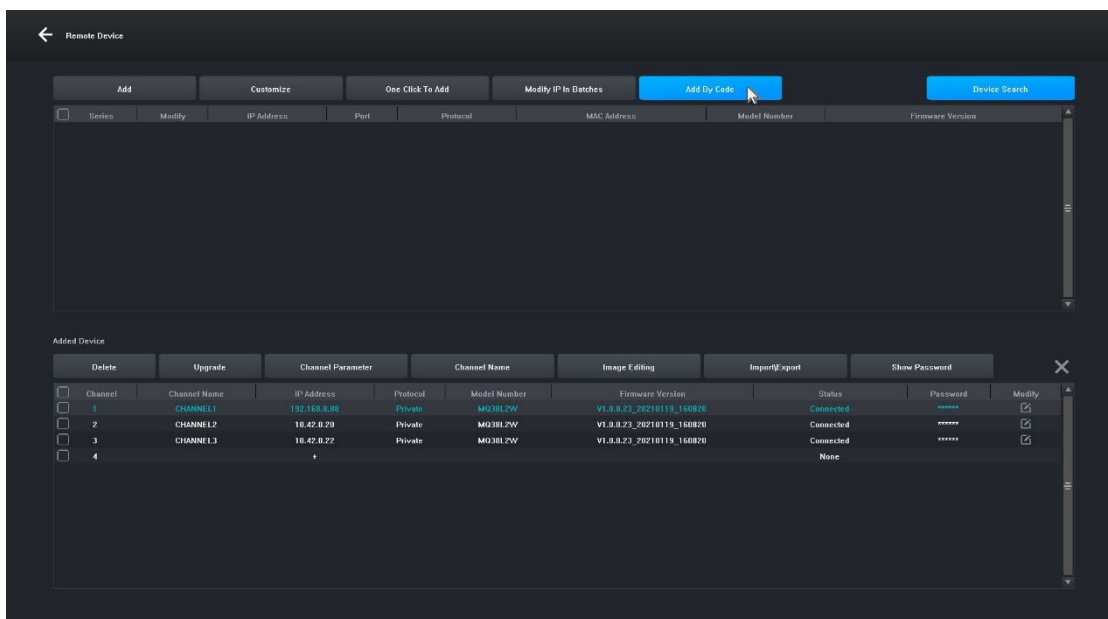 Remote Device
Add Customize One Click To Add Modify IP In Batches Add By Code Device Search
Series Modify IP Address Port Protocol MAC Address Model Number Firmware Version
Added Device
Delete Upgrade Channel Parameter Channel Name Image Editing Import/Export Show Password
Channel Channel Name IP Address Protocol Model Number Firmware Version Status Password Modify
1 CHANNEL1 192.168.8.88 Private MQ38L2W V1.0.0.23_20210119_160820 Connected ******
2 CHANNEL2 10.42.0.20 Private MQ38L2W V1.0.0.23_20210119_160820 Connected ******
3 CHANNEL3 10.42.0.22 Private MQ38L2W V1.0.0.23_20210119_160820 Connected ******
4 + None